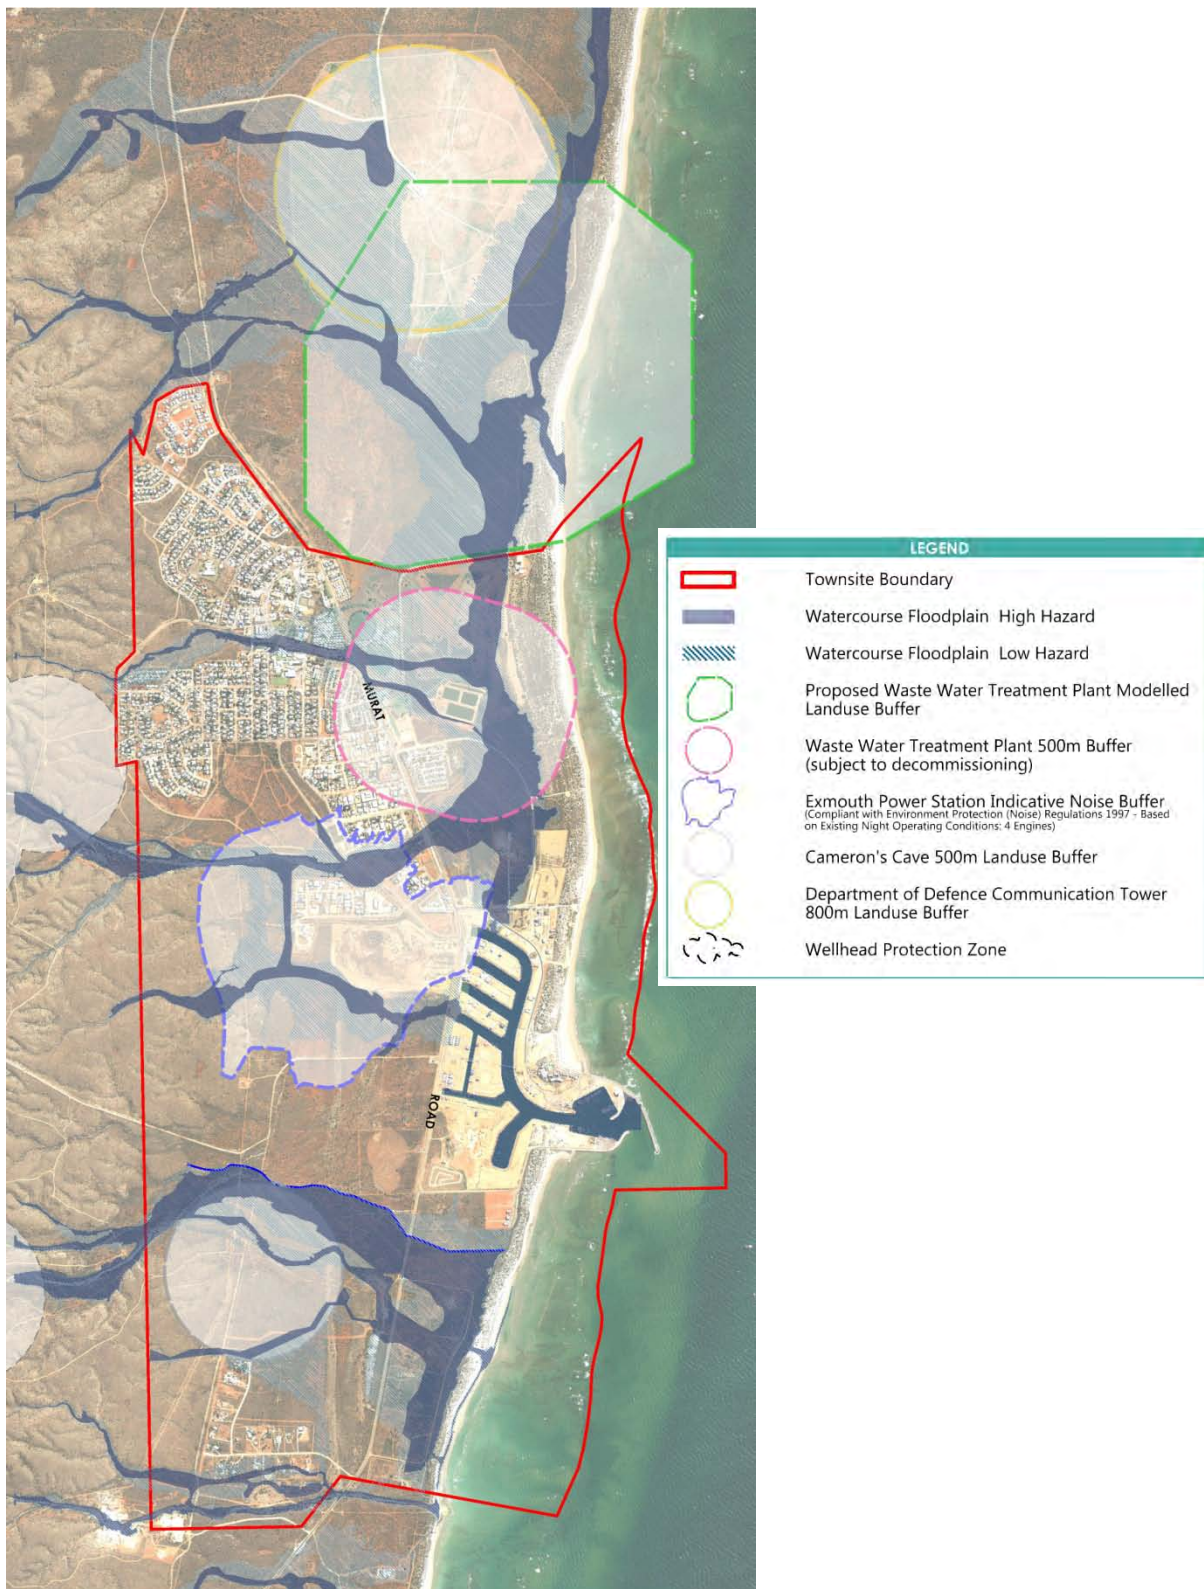 MURAT
ROAD
LEGEND
Townsite Boundary
Watercourse Floodplain High Hazard
Watercourse Floodplain Low Hazard
Proposed Waste Water Treatment Plant Modelled
Landuse Buffer
Waste Water Treatment Plant 500m Buffer
(subject to decommissioning)
Exmouth Power Station Indicative Noise Buffer
(Compliant with Environment Protection (Noise) Regulations 1997 - Based
on Existing Night Operating Conditions: 4 Engines)
Cameron's Cave 500m Landuse Buffer
Department of Defence Communication Tower
800m Landuse Buffer
Wellhead Protection Zone